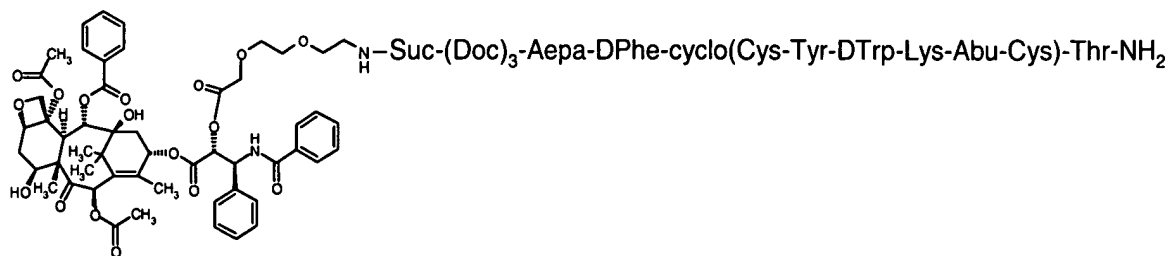 N
H
–Suc-(Doc)3-Aepa-DPhe-cyclo(Cys-Tyr-DTrp-Lys-Abu-Cys)-Thr-NH2
O
O
CH3
O
O
O
O
O
O
H
OH
O
O
O
H
N
O
HO
H3C
O
H3C
H3C
CH3
O
O
CH3
O